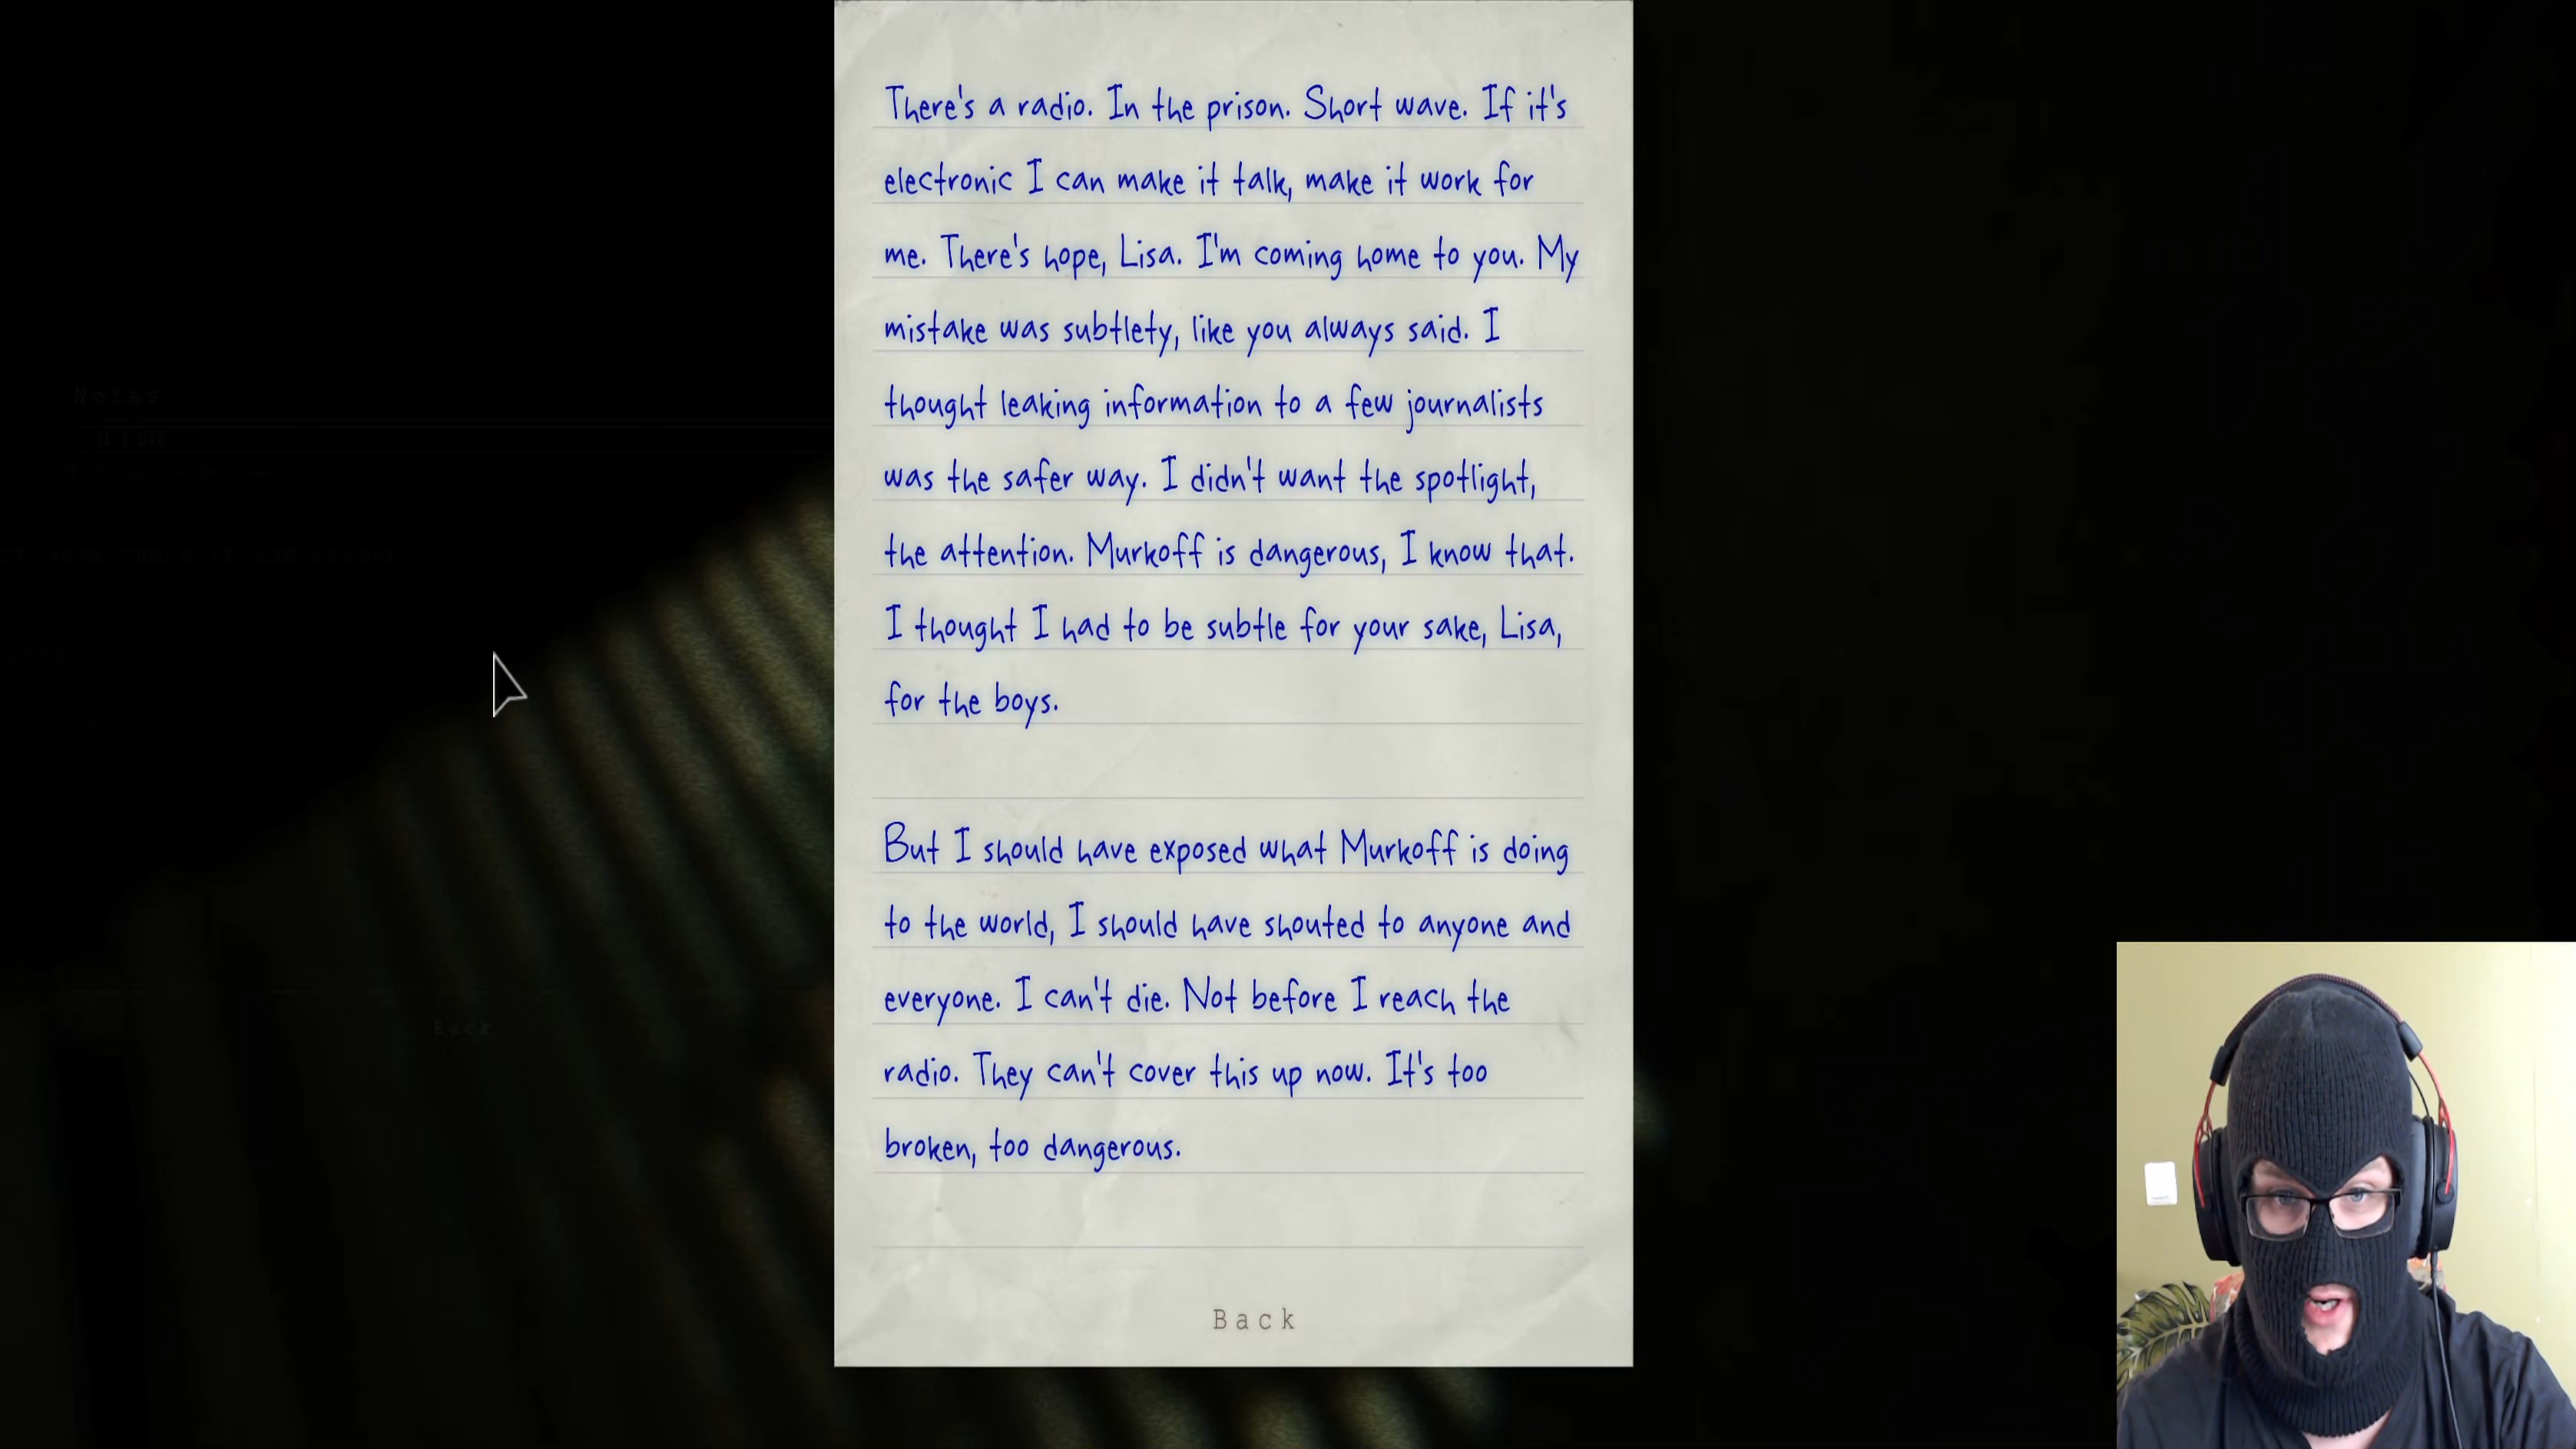 There's a radio. In the prison. Short wave. If it's
electronic I can make it talk, make it work for
me. There's hope, Lisa. I'm coming home to you. My
mistake was subtlety, like you always said. I
thought leaking information to a few journalists
was the safer way. I didn't want the spotlight,
the attention. Murkoff is dangerous, I know that.
I thought I had to be subtle for your sake, Lisa,
for the boys.
But I should have exposed what Murkoff is doing
to the world, I should have shouted to anyone and
everyone. I can't die. Not before I reach the
radio. They can't cover this up now. It's too
broken, too dangerous.
Back
Notes
Back